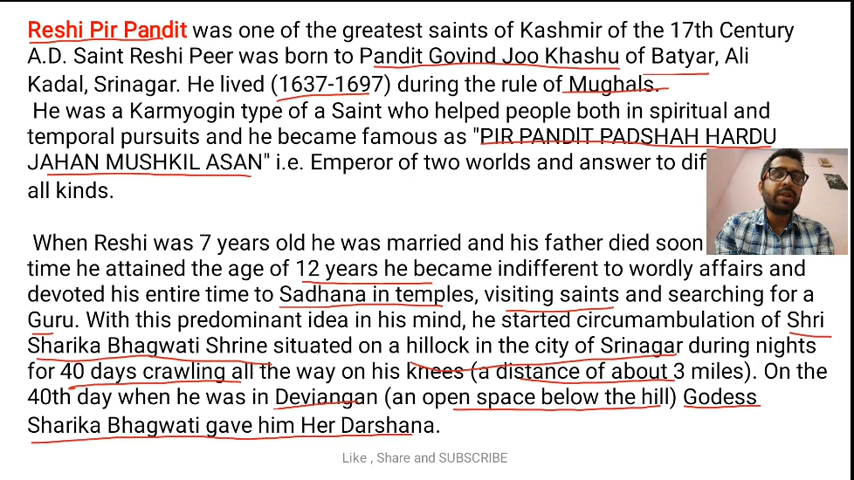 Reshi Pir Pandit was one of the greatest saints of Kashmir of the 17th Century
A.D. Saint Reshi Peer was born to Pandit Govind Joo Khashu of Batyar, Ali
Kadal, Srinagar. He lived (1637-1697) during the rule of Mughals.
He was a Karmyogin type of a Saint who helped people both in spiritual and
temporal pursuits and he became famous as "PIR PANDIT PADSHAH HARDU
JAHAN MUSHKIL ASAN" i.e. Emperor of two worlds and answer to
all kinds.
When Reshi was 7 years old he was married and his father died soon
time he attained the age of 12 years he became indifferent to wordly affairs and
devoted his entire time to Sadhana in temples, visiting saints and searching for a
Guru. With this predominant idea in his mind, he started circumambulation of Shri
Sharika Bhagwati Shrine situated on a hillock in the city of Srinagar during nights
for 40 days crawling all the way on his knees (a distance of about 3 miles). On the
40th day when he was in Deviangan (an open space below the hill) Godess
Sharika Bhagwati gave him Her Darshana.
Like , Share and SUBSCRIBE